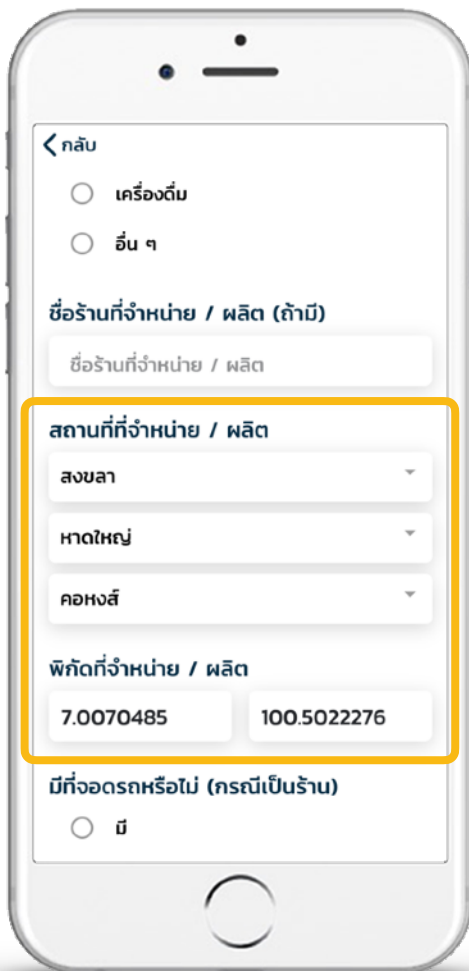 กลับ
เครื่องดื่ม
อื่น ๆ
ชื่อร้านที่จำหน่าย / ผลิต (ถ้ามี)
ชื่อร้านที่จำหน่าย / ผลิต
สถานที่ที่จำหน่าย / ผลิต
สงขลา
หาดใหญ่
คอหงส์
พิกัดที่จำหน่าย / ผลิต
7.0070485 100.5022276
มีที่จอดรถหรือไม่ (กรณีเป็นร้าน)
มี